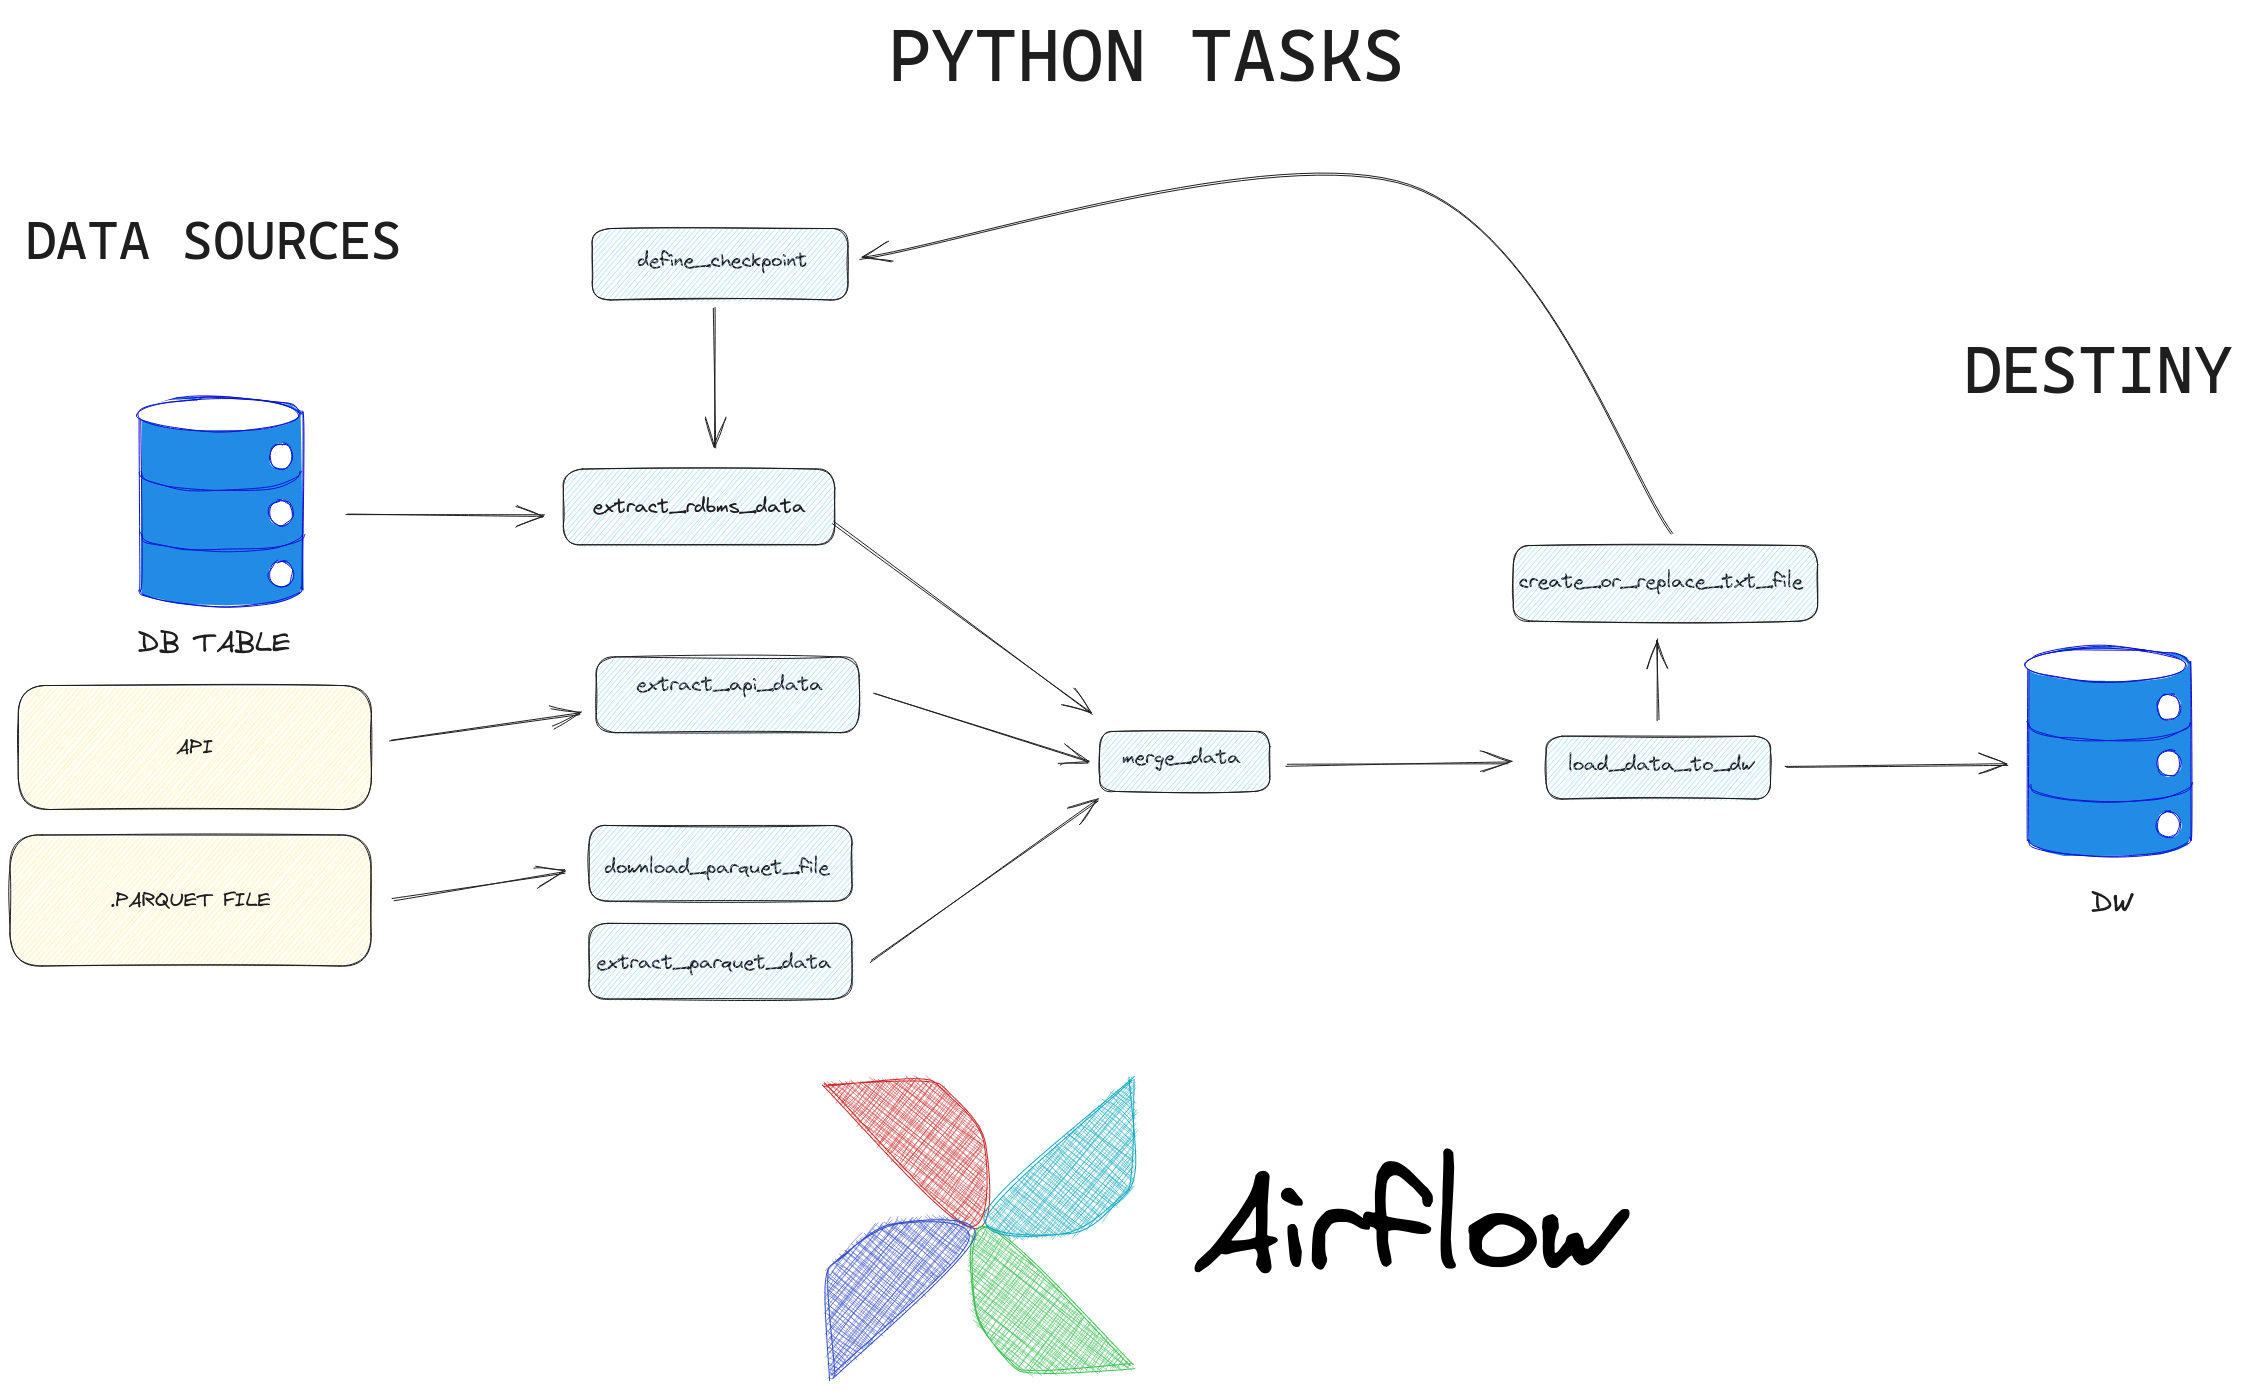 PYTHON TASKS
DATA SOURCES
define_checkpoint
DESTINY
extract_rdbms_data
create_or_replace_txt_file
DB TABLE
extract_api_data
API
merge_data
load_data_to_dw
download_parquet_file
.PARQUET FILE
DW
extract_parquet_data
Airflow